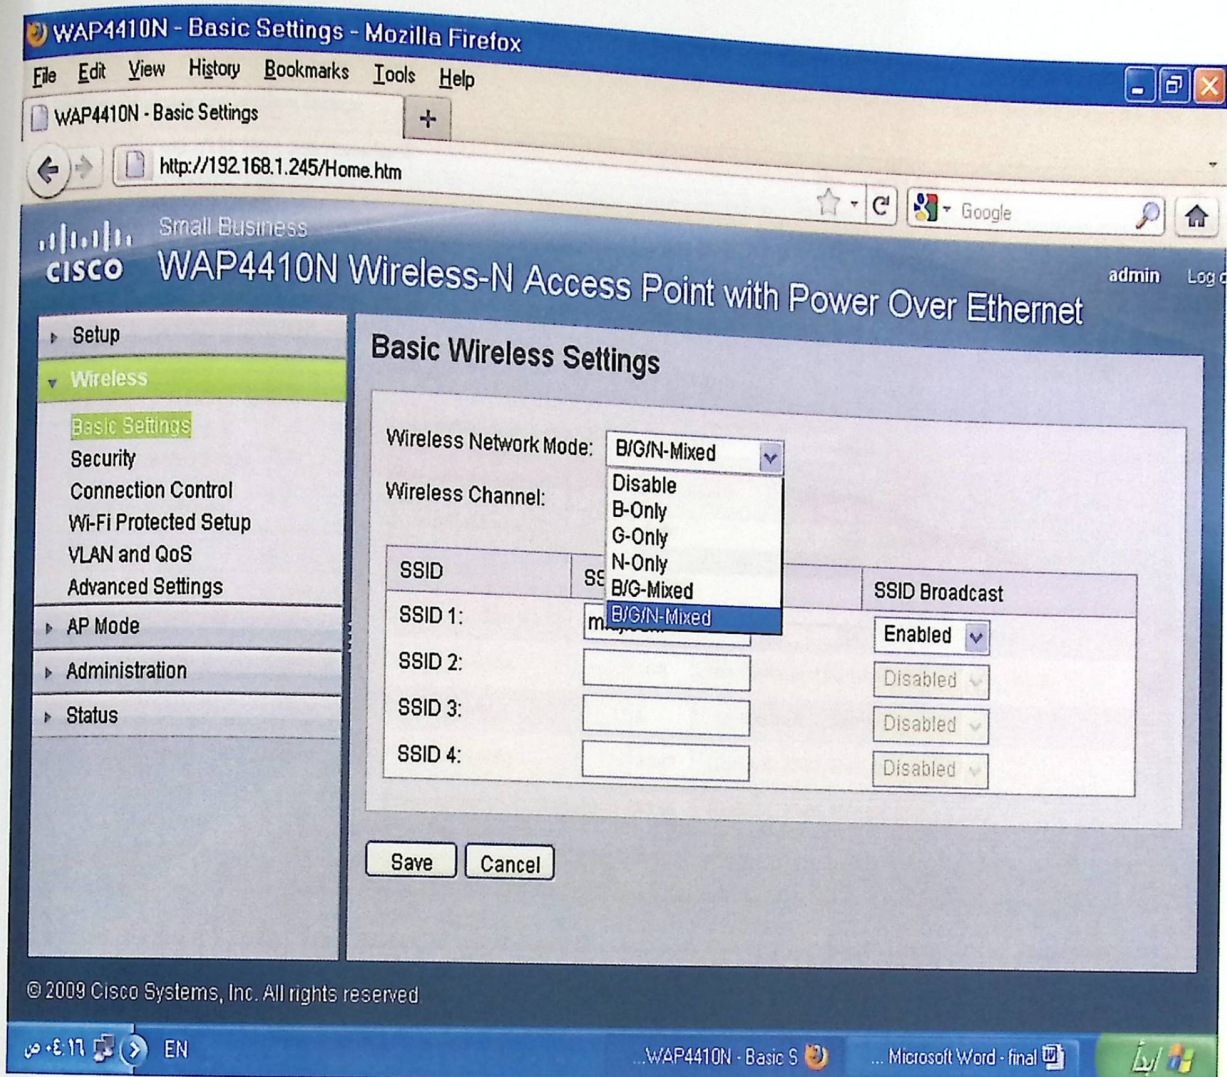 WAP4410N - Basic Settings - Mozilla Firefox
File Edit View History Bookmarks Tools Help
WAP4410N - Basic Settings +
http://192.168.1.245/Home.htm
Google
Small Business
CISCO WAP4410N Wireless-N Access Point with Power Over Ethernet
admin
Setup
Wireless
Basic Settings
Security
Connection Control
Wi-Fi Protected Setup
VLAN and QoS
Advanced Settings
AP Mode
Administration
Status
Basic Wireless Settings
Wireless Network Mode: B/G/N-Mixed
Disable
B-Only
G-Only
N-Only
B/G-Mixed
B/G/N-Mixed
Wireless Channel:
SSID SSID Broadcast
SSID 1: Enabled
SSID 2: Disabled
SSID 3: Disabled
SSID 4: Disabled
Save Cancel
© 2009 Cisco Systems, Inc. All rights reserved.
٠٤:١٦ ص EN ...WAP4410N - Basic S ... Microsoft Word - final ابدأ